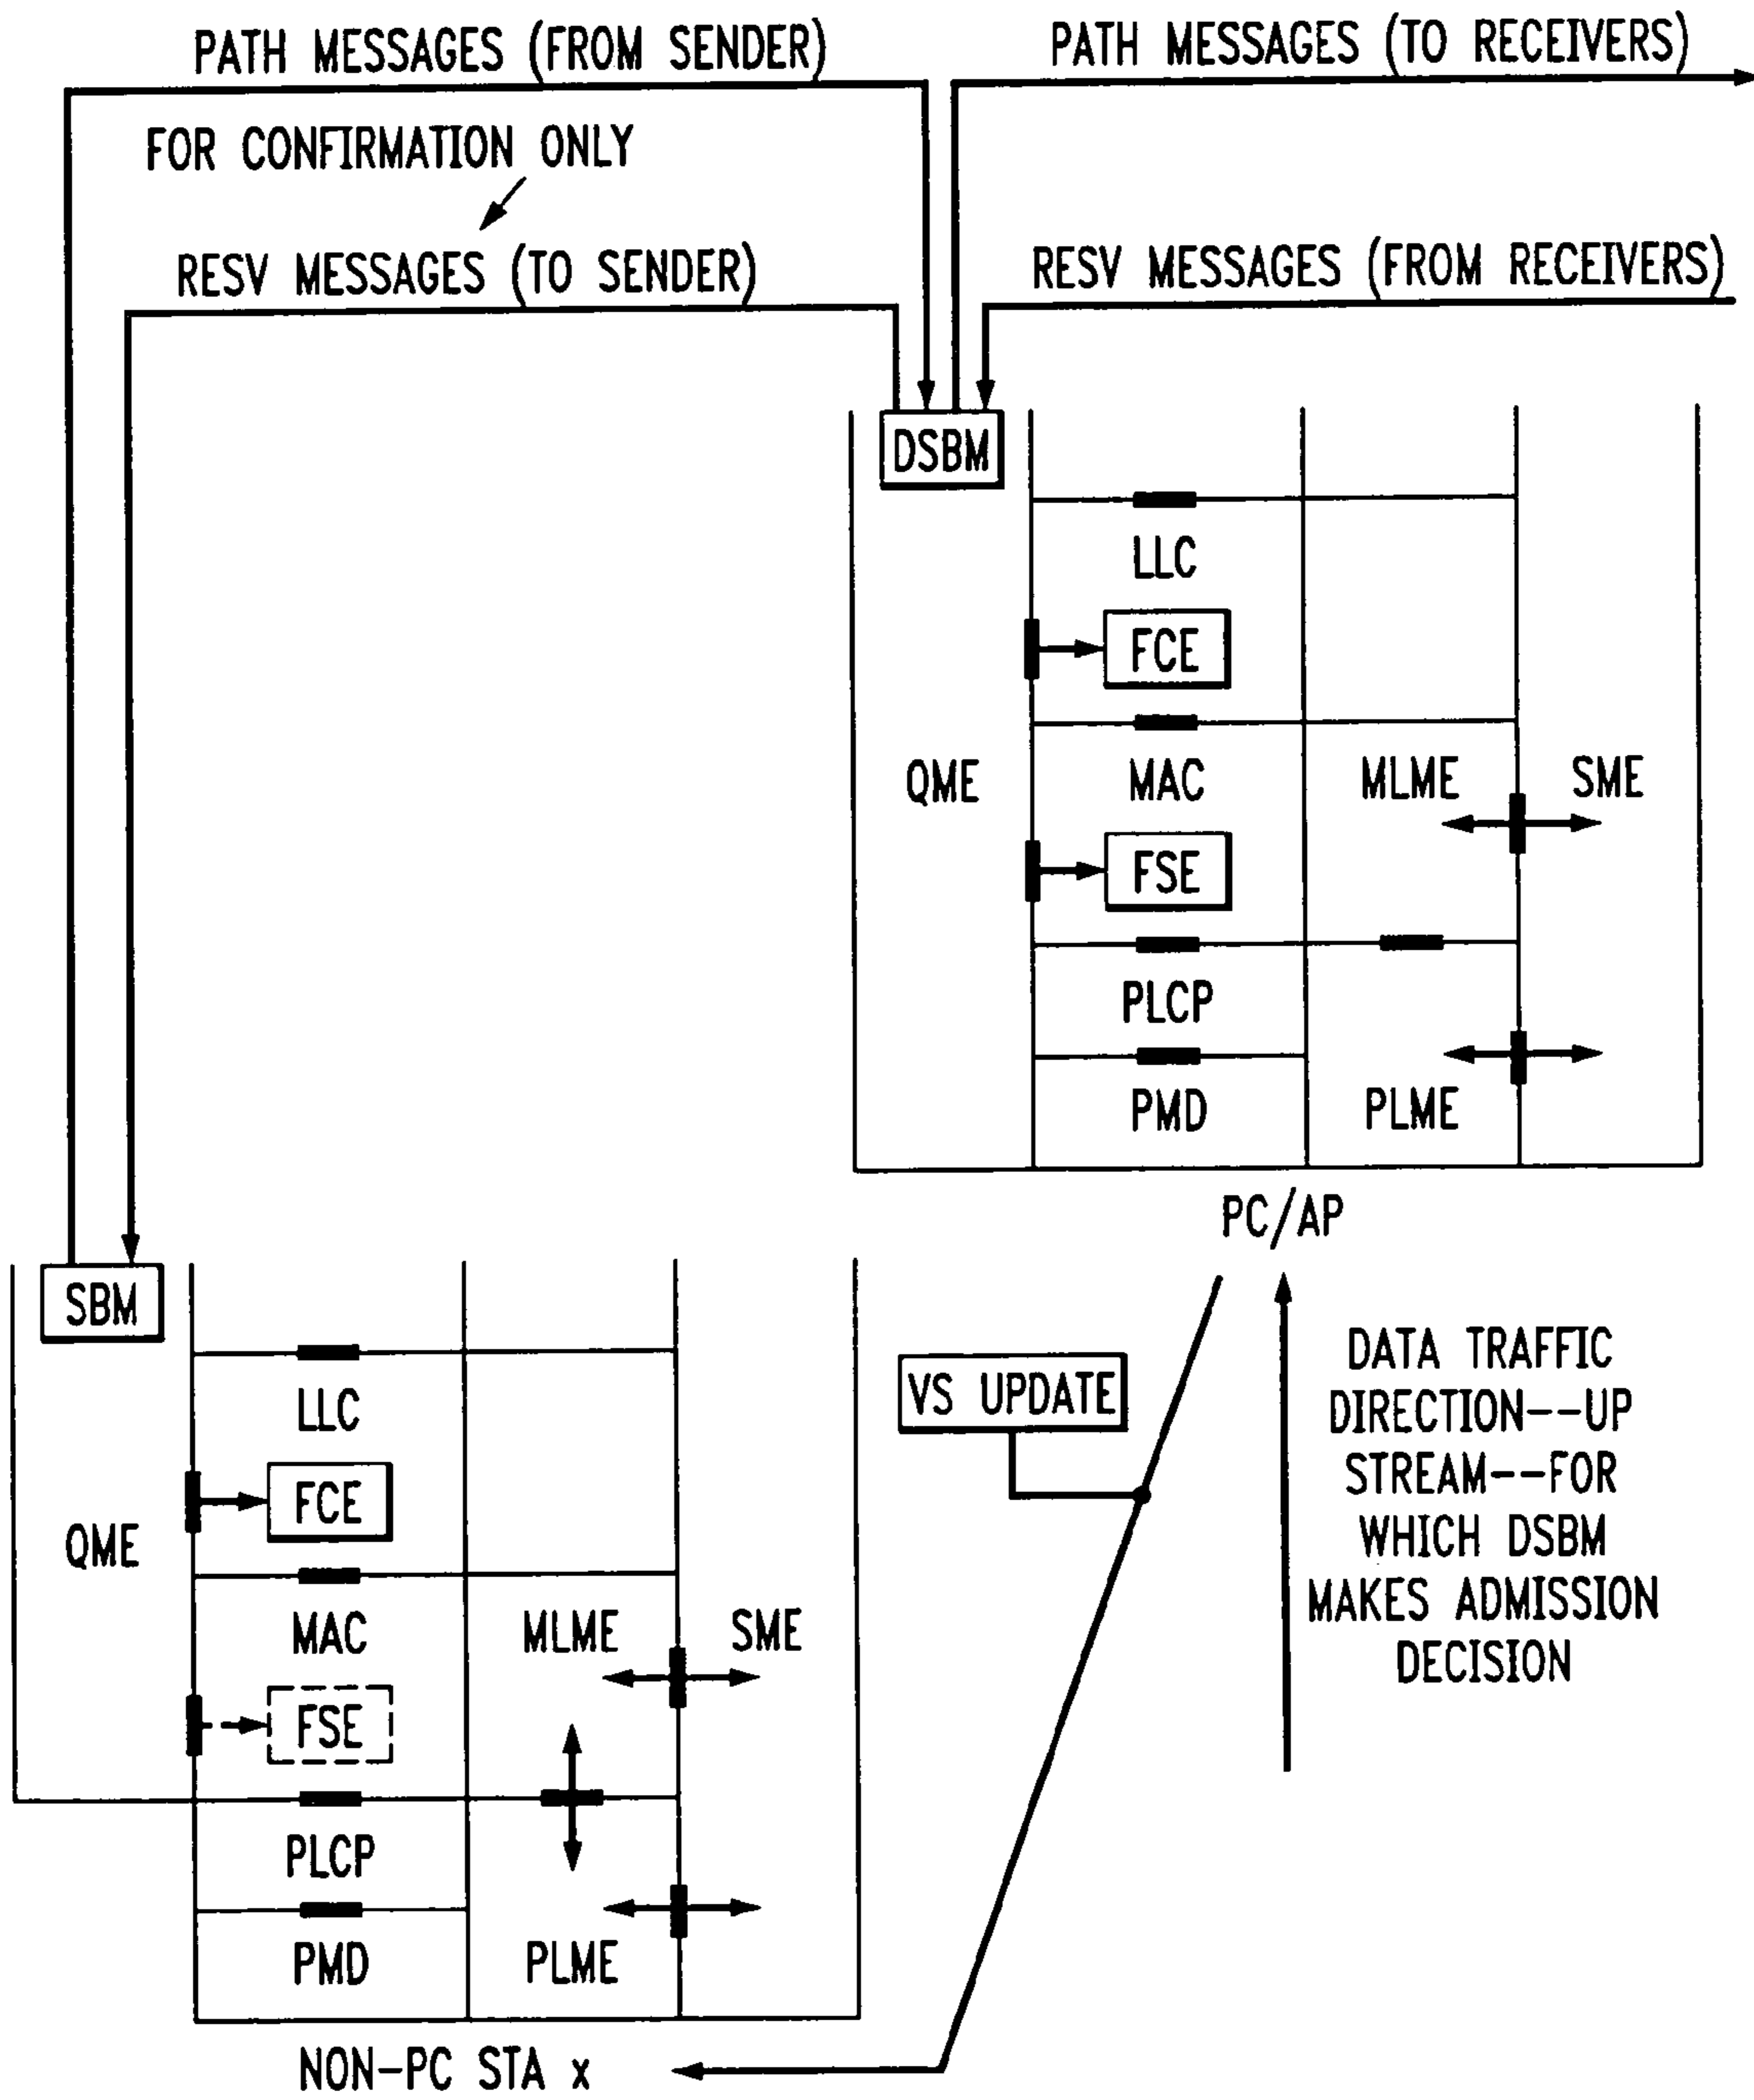 PATH MESSAGES (FROM SENDER)
PATH MESSAGES (TO RECEIVERS)
FOR CONFIRMATION ONLY
RESV MESSAGES (TO SENDER)
RESV MESSAGES (FROM RECEIVERS)
DSBM
LLC
FCE
QME
MAC
MLME
SME
FSE
PLCP
PMD
PLME
PC/AP
SBM
LLC
FCE
QME
MAC
MLME
SME
FSE
PLCP
PMD
PLME
NON-PC STA x
VS UPDATE
DATA TRAFFIC
DIRECTION--UP
STREAM--FOR
WHICH DSBM
MAKES ADMISSION
DECISION